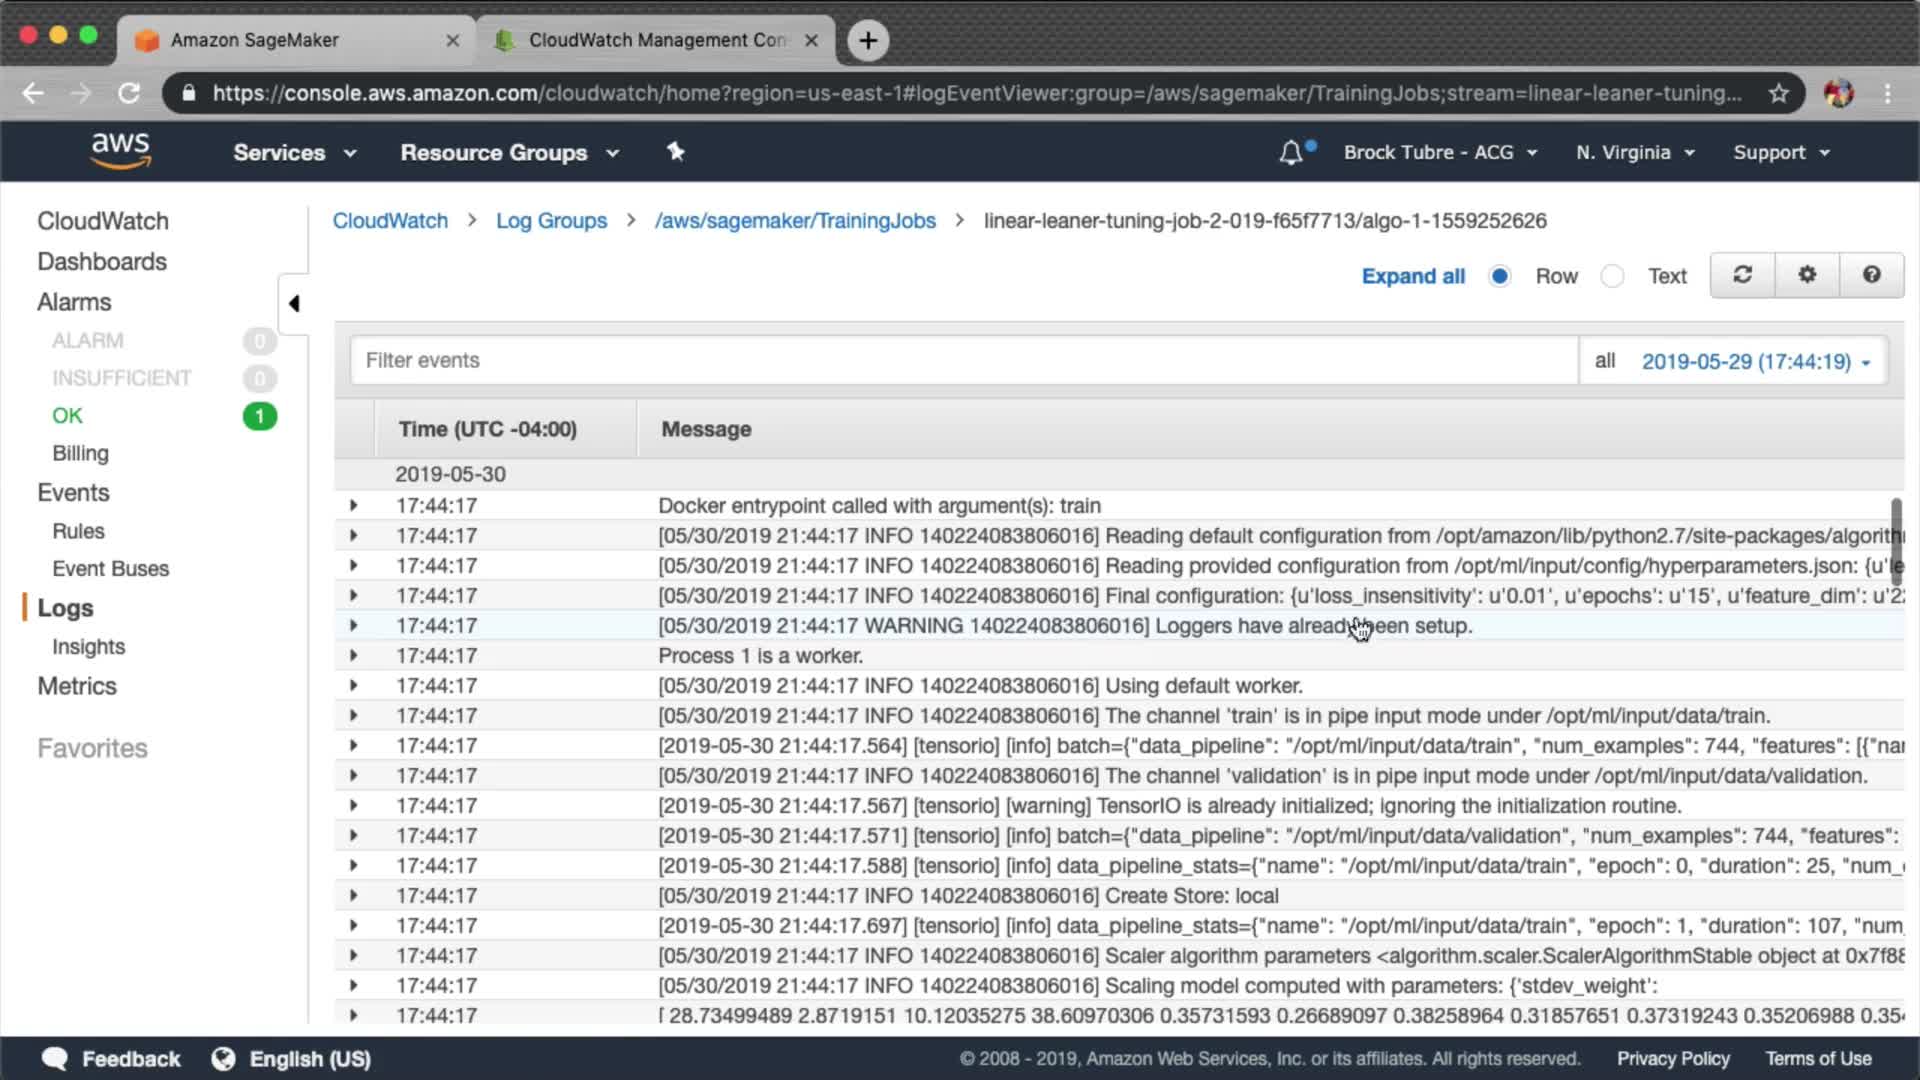 Amazon SageMaker
CloudWatch Management Con
https://console.aws.amazon.com/cloudwatch/home?region=us-east-1#logEventViewer:group=/aws/sagemaker/TrainingJobs;stream=linear-leaner-tuning...
aws Services Resource Groups Brock Tubre - ACG N. Virginia Support
CloudWatch
Dashboards
Alarms
ALARM 0
INSUFFICIENT 0
OK 1
Billing
Events
Rules
Event Buses
Logs
Insights
Metrics
Favorites
CloudWatch > Log Groups > /aws/sagemaker/TrainingJobs > linear-leaner-tuning-job-2-019-f65f7713/algo-1-1559252626
Expand all Row Text
Filter events all 2019-05-29 (17:44:19)
Time (UTC -04:00) Message
2019-05-30
17:44:17 Docker entrypoint called with argument(s): train
17:44:17 [05/30/2019 21:44:17 INFO 140224083806016] Reading default configuration from /opt/amazon/lib/python2.7/site-packages/algorith
17:44:17 [05/30/2019 21:44:17 INFO 140224083806016] Reading provided configuration from /opt/ml/input/config/hyperparameters.json: {u'le
17:44:17 [05/30/2019 21:44:17 INFO 140224083806016] Final configuration: {u'loss_insensitivity': u'0.01', u'epochs': u'15', u'feature_dim': u'22
17:44:17 [05/30/2019 21:44:17 WARNING 140224083806016] Loggers have already been setup.
17:44:17 Process 1 is a worker.
17:44:17 [05/30/2019 21:44:17 INFO 140224083806016] Using default worker.
17:44:17 [05/30/2019 21:44:17 INFO 140224083806016] The channel 'train' is in pipe input mode under /opt/ml/input/data/train.
17:44:17 [2019-05-30 21:44:17.564] [tensorio] [info] batch={"data_pipeline": "/opt/ml/input/data/train", "num_examples": 744, "features": [{"nar
17:44:17 [05/30/2019 21:44:17 INFO 140224083806016] The channel 'validation' is in pipe input mode under /opt/ml/input/data/validation.
17:44:17 [2019-05-30 21:44:17.567] [tensorio] [warning] TensorIO is already initialized; ignoring the initialization routine.
17:44:17 [2019-05-30 21:44:17.571] [tensorio] [info] batch={"data_pipeline": "/opt/ml/input/data/validation", "num_examples": 744, "features":
17:44:17 [2019-05-30 21:44:17.588] [tensorio] [info] data_pipeline_stats={"name": "/opt/ml/input/data/train", "epoch": 0, "duration": 25, "num_
17:44:17 [05/30/2019 21:44:17 INFO 140224083806016] Create Store: local
17:44:17 [2019-05-30 21:44:17.697] [tensorio] [info] data_pipeline_stats={"name": "/opt/ml/input/data/train", "epoch": 1, "duration": 107, "num_
17:44:17 [05/30/2019 21:44:17 INFO 140224083806016] Scaler algorithm parameters <algorithm.scaler.ScalerAlgorithmStable object at 0x7f88
17:44:17 [05/30/2019 21:44:17 INFO 140224083806016] Scaling model computed with parameters: {'stdev_weight':
17:44:17 [ 28.73499489 2.8719151 10.12035275 38.60970306 0.35731593 0.26689097 0.38258964 0.31857651 0.37319243 0.35206988 0.354
Feedback English (US) © 2008 - 2019, Amazon Web Services, Inc. or its affiliates. All rights reserved. Privacy Policy Terms of Use